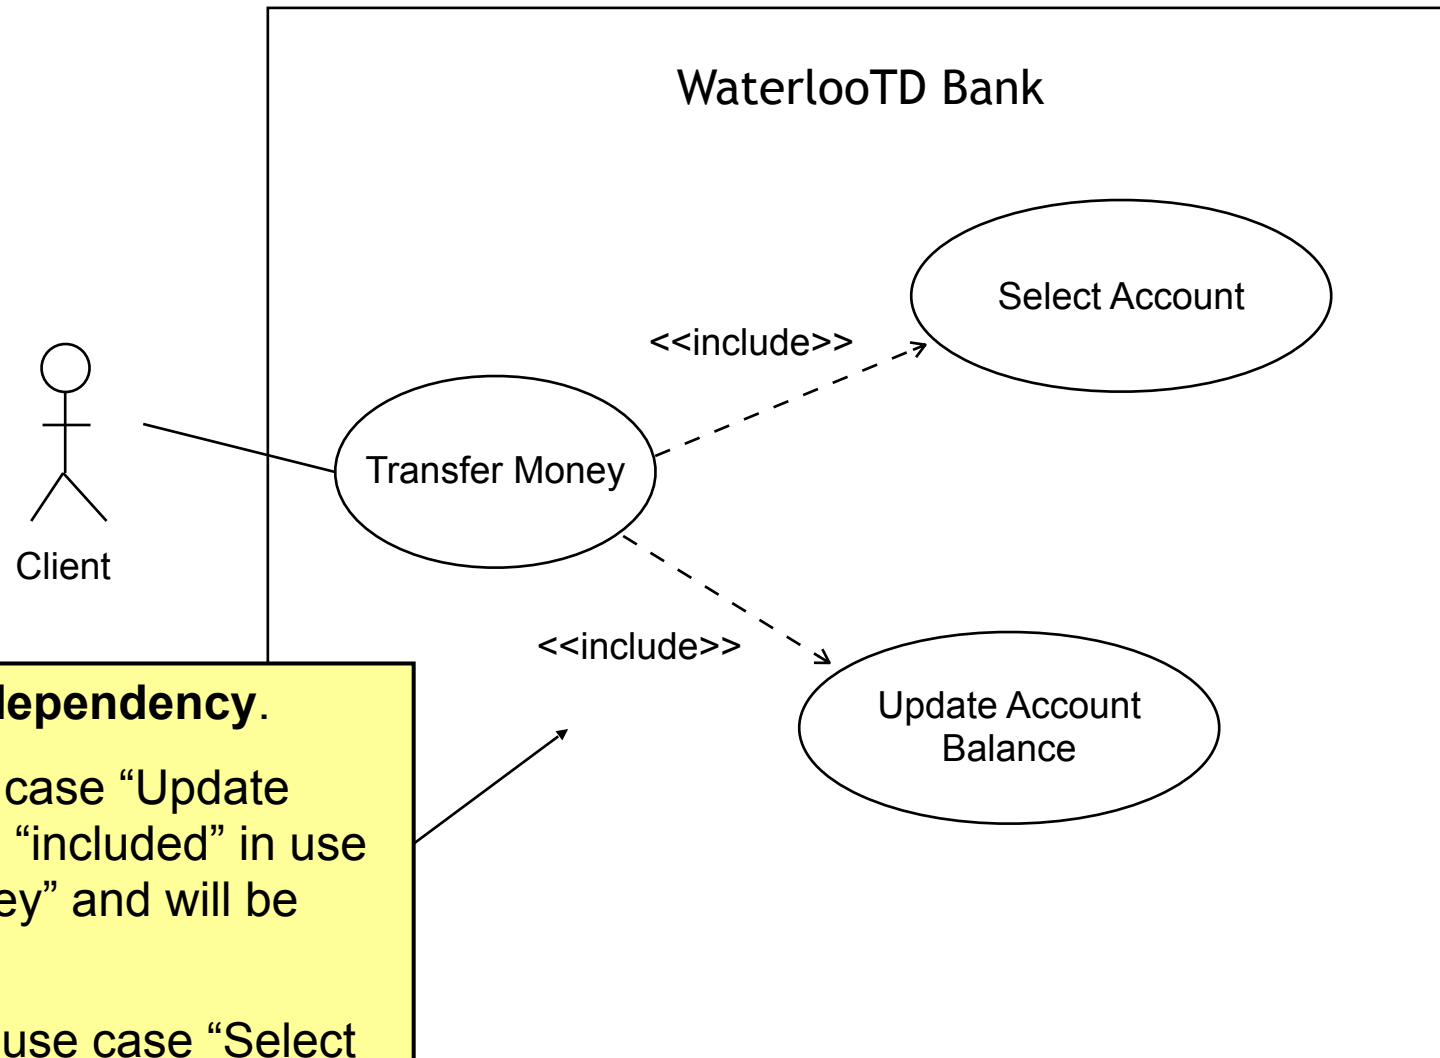 WaterlooTD Bank
Select Account
<<include>>
Transfer Money
Client
<<include>>
dependency.
case “Update
Update Account
Balance
“included” in use
ey” and will be
use case “Select